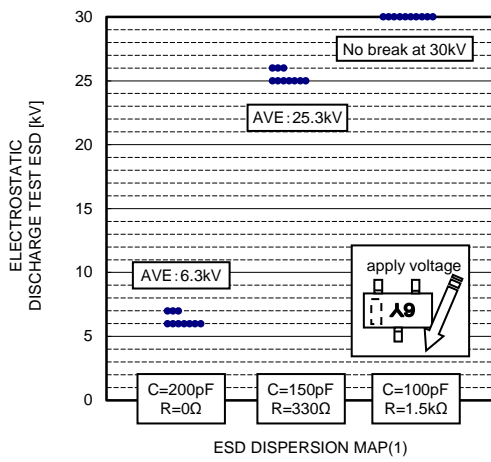 ELECTROSTATIC
DISCHARGE TEST ESD [kV]
30
25
20
15
10
5
0
No break at 30kV
AVE:25.3kV
AVE:6.3kV
apply voltage
6Y
C=200pF
R=0Ω
C=150pF
R=330Ω
C=100pF
R=1.5kΩ
ESD DISPERSION MAP(1)